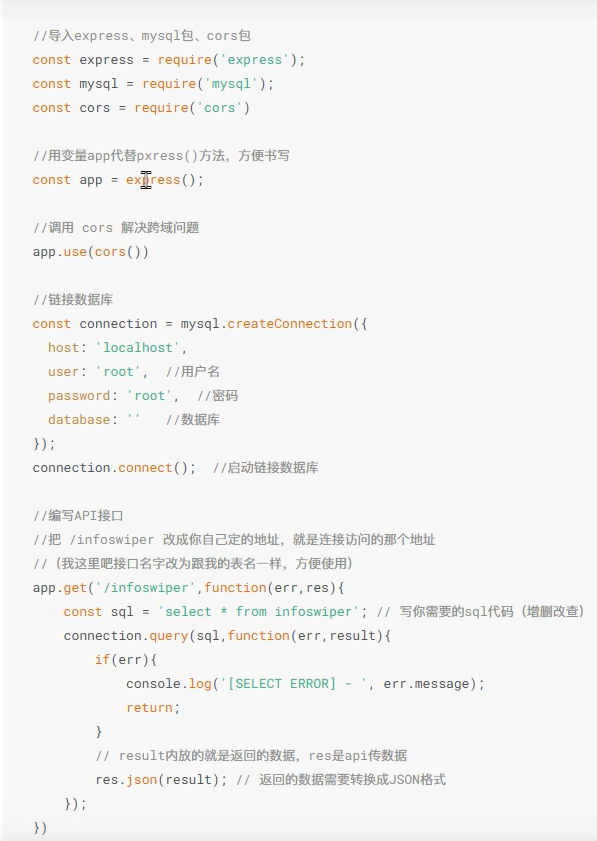 //导入express、mysql包、cors包
const express = require('express');
const mysql = require('mysql');
const cors = require('cors')
//用变量app代替pxress()方法，方便书写
const app = express();
//调用 cors 解决跨域问题
app.use(cors())
//链接数据库
const connection = mysql.createConnection({
  host: 'localhost',
  user: 'root',  //用户名
  password: 'root',  //密码
  database: ''   //数据库
});
connection.connect();  //启动链接数据库
//编写API接口
//把 /infoswiper 改成你自己定的地址，就是连接访问的那个地址
//（我这里吧接口名字改为跟我的表名一样，方便使用）
app.get('/infoswiper',function(err,res){
    const sql = 'select * from infoswiper'; // 写你需要的sql代码（增删改查）
    connection.query(sql,function(err,result){
        if(err){
            console.log('[SELECT ERROR] - ', err.message);
            return;
        }
        // result内放的就是返回的数据，res是api传数据
        res.json(result); // 返回的数据需要转换成JSON格式
    });
})